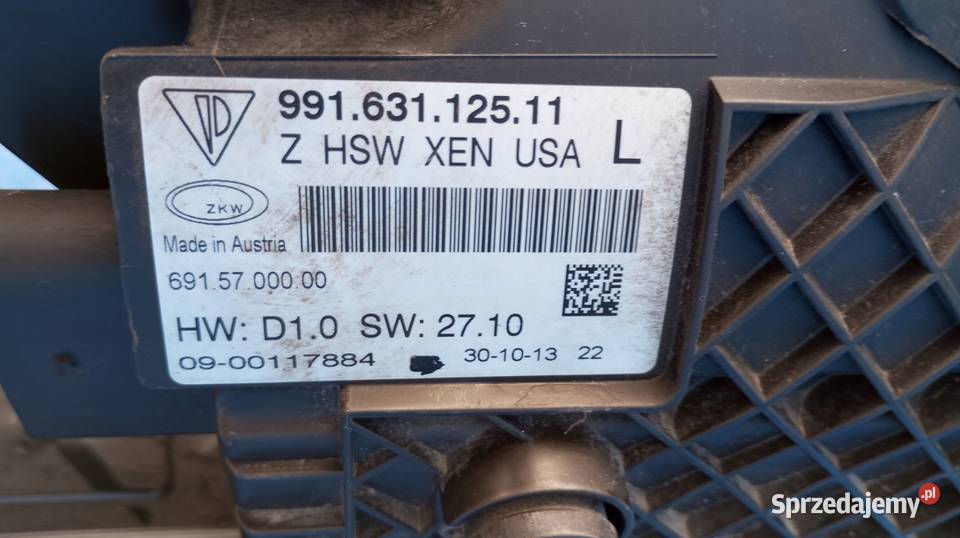 991.631.125.11
Z HSW XEN USA L
ZKW
Made in Austria
691.57.000.00
HW: D1.0 SW: 27.10
09-00117884 30-10-13 22
Sprzedajemy.pl